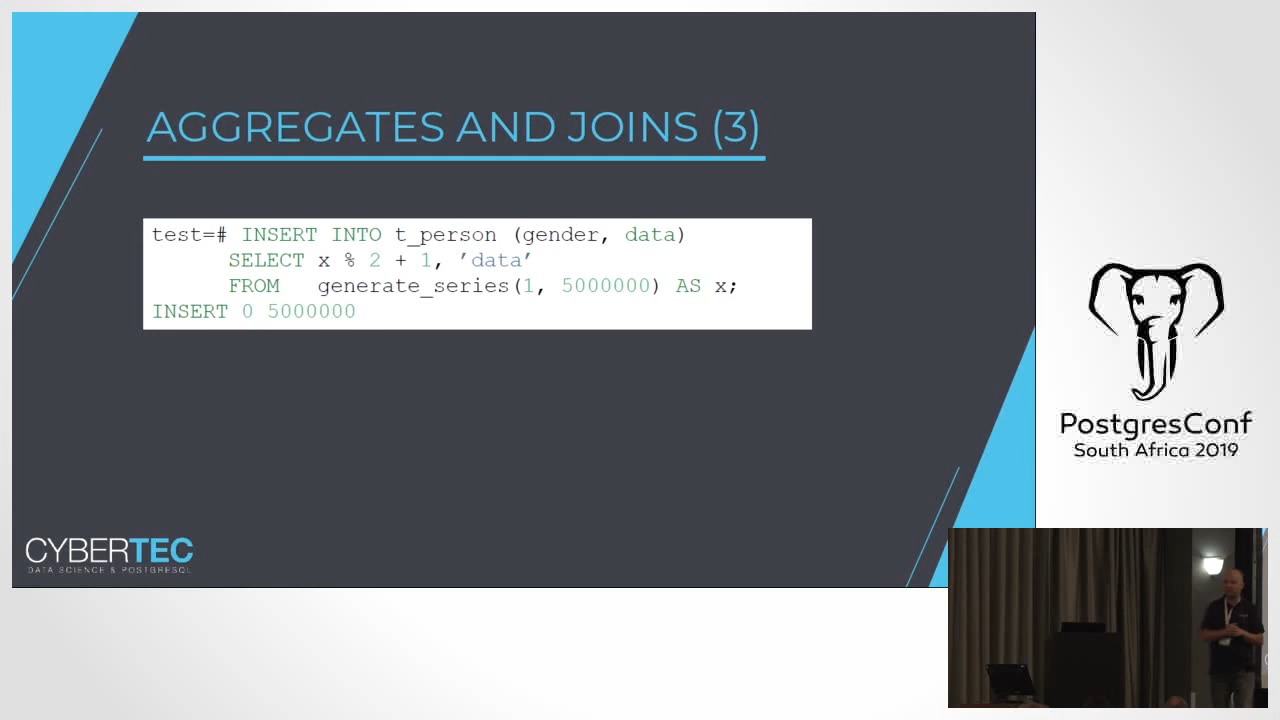 AGGREGATES AND JOINS (3)
test=# INSERT INTO t_person (gender, data)
SELECT x % 2 + 1, ’data’
FROM generate_series(1, 5000000) AS x;
INSERT 0 5000000
CYBERTEC
DATA SCIENCE & POSTGRESQL
PostgresConf
South Africa 2019